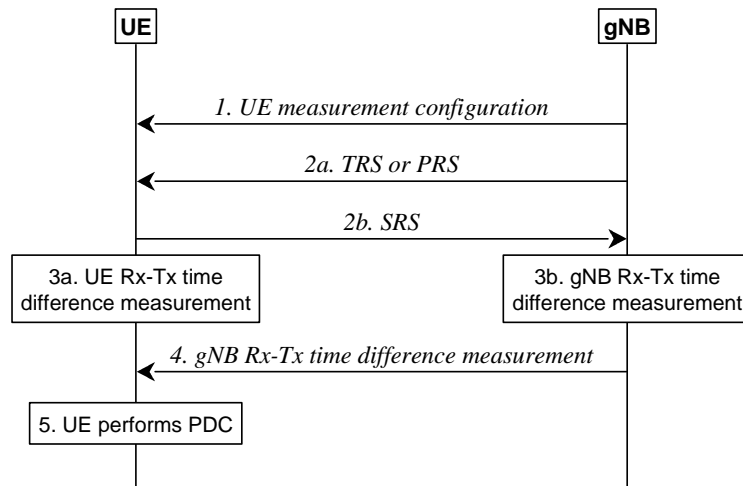 UE
gNB
1. UE measurement configuration
2a. TRS or PRS
2b. SRS
3a. UE Rx-Tx time
difference measurement
3b. gNB Rx-Tx time
difference measurement
4. gNB Rx-Tx time difference measurement
5. UE performs PDC